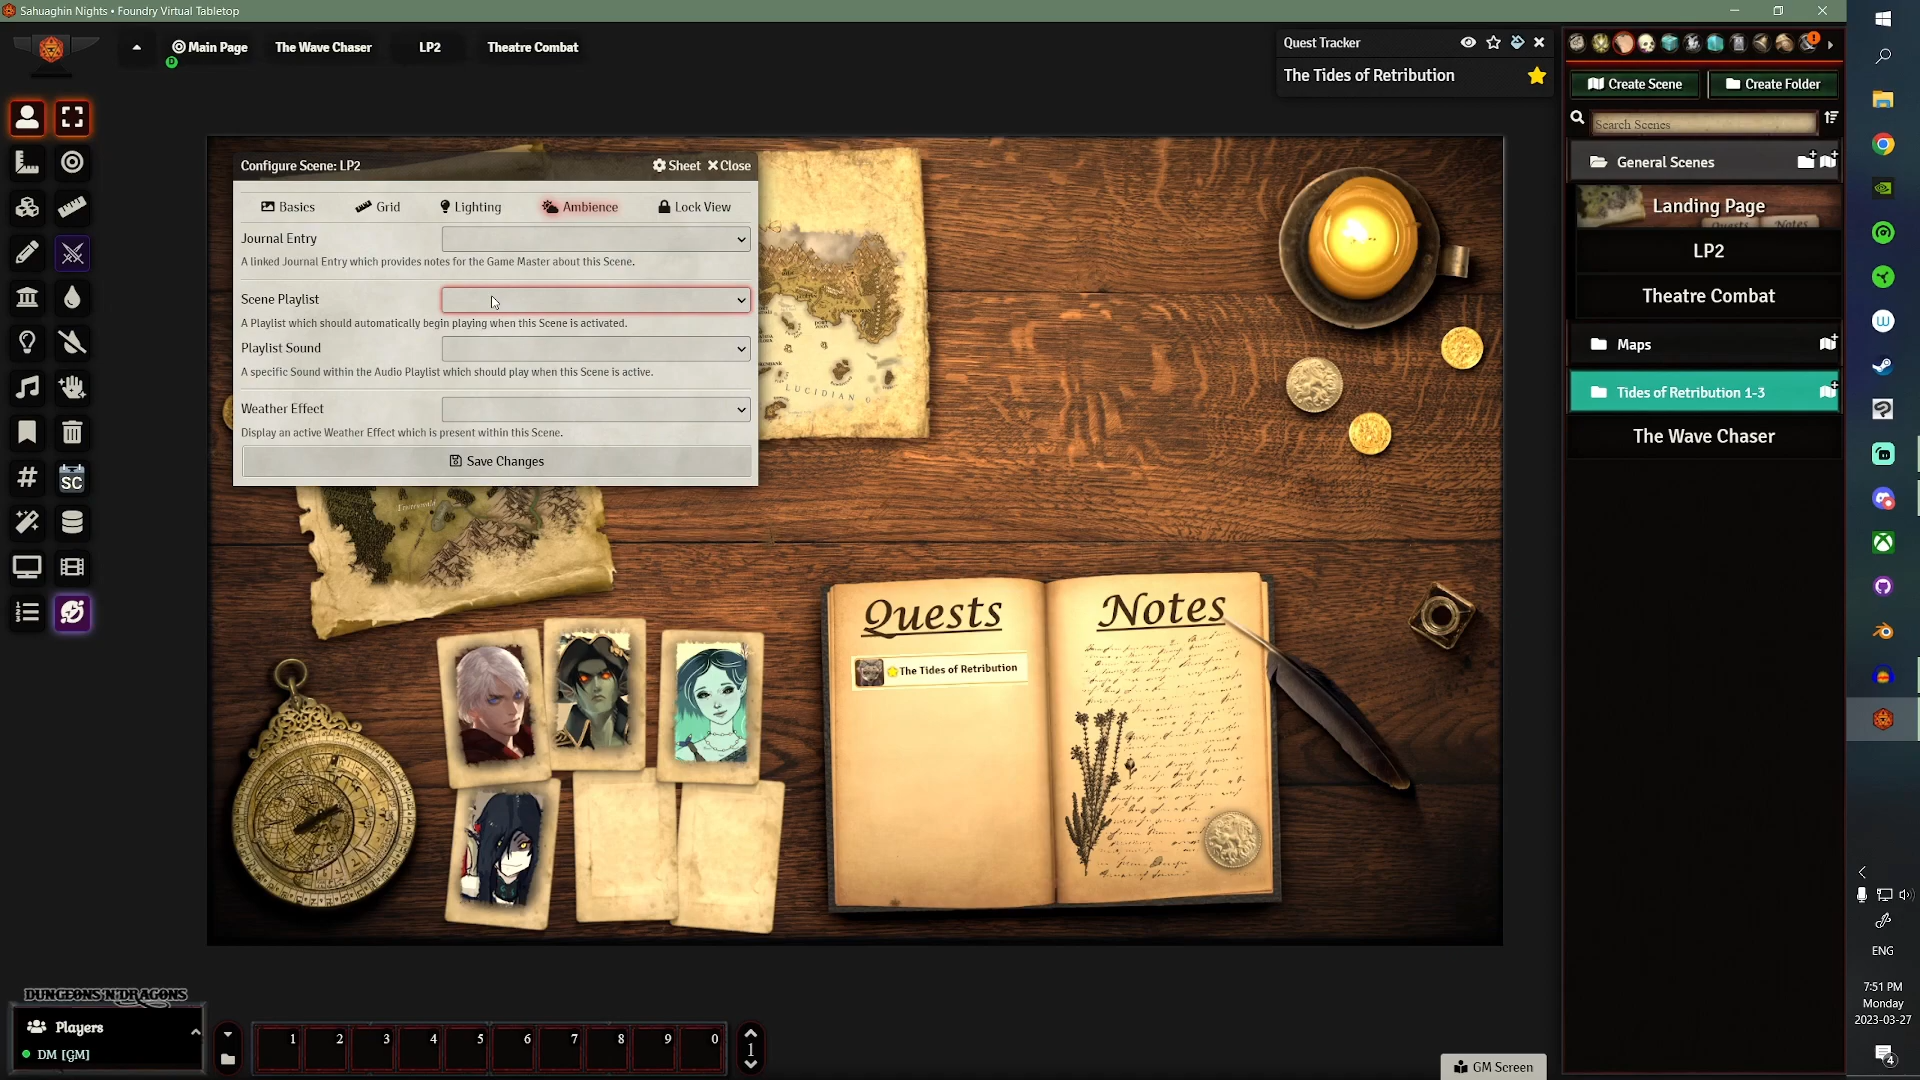 Sahuaghin Nights • Foundry Virtual Tabletop
Main Page
The Wave Chaser
LP2
Theatre Combat
Quest Tracker
The Tides of Retribution
Create Scene
Create Folder
Search Scenes
General Scenes
Landing Page
LP2
Theatre Combat
Maps
Tides of Retribution 1-3
The Wave Chaser
Configure Scene: LP2
Sheet
Close
Basics
Grid
Lighting
Ambience
Lock View
Journal Entry
A linked Journal Entry which provides notes for the Game Master about this Scene.
Scene Playlist
A Playlist which should automatically begin playing when this Scene is activated.
Playlist Sound
A specific Sound within the Audio Playlist which should play when this Scene is active.
Weather Effect
Display an active Weather Effect which is present within this Scene.
Save Changes
LUCIDIAN
Quests
Notes
The Tides of Retribution
SC
DUNGEONS'N'DRAGONS
Players
DM [GM]
1 2 3 4 5 6 7 8 9 0
1
GM Screen
ENG
7:51 PM
Monday
2023-03-27
4